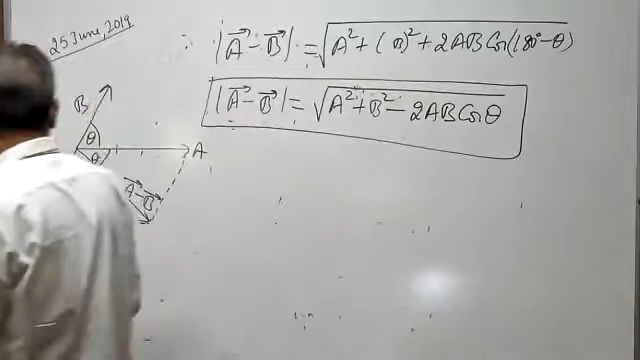 25 June, 2019
∴ |A⃗ − B⃗| = √A² + (B)² + 2AB Cos(180° − θ)
|A⃗ − B⃗| = √A² + B² − 2AB Cos θ
B
θ
A
θ
A⃗ − B⃗